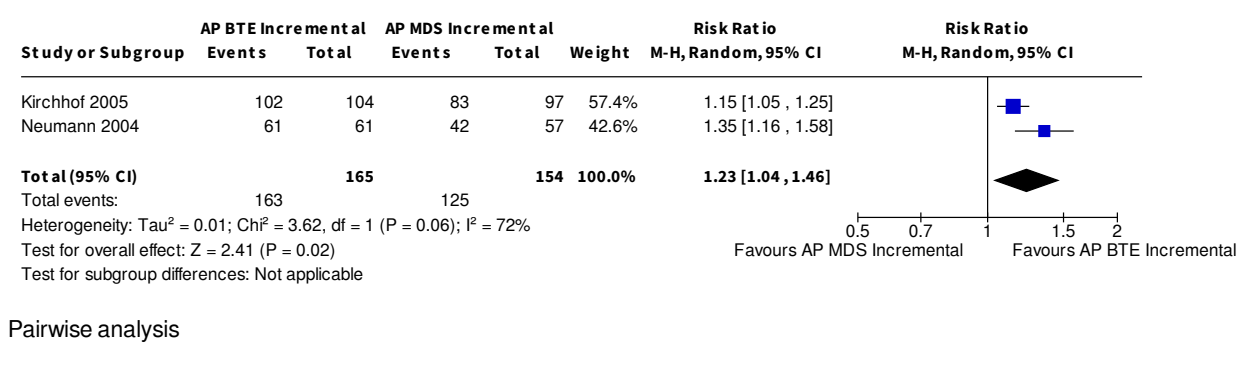 AP BTE Incremental AP MDS Incremental Risk Ratio Risk Ratio
Study or Subgroup Events Total Events Total Weight M-H, Random, 95% CI M-H, Random, 95% CI
Kirchhof 2005 102 104 83 97 57.4% 1.15 [1.05 , 1.25]
Neumann 2004 61 61 42 57 42.6% 1.35 [1.16 , 1.58]
Total (95% CI) 165 154 100.0% 1.23 [1.04 , 1.46]
Total events: 163 125
Heterogeneity: Tau² = 0.01; Chi² = 3.62, df = 1 (P = 0.06); I² = 72%
0.5 0.7 1 1.5 2
Test for overall effect: Z = 2.41 (P = 0.02) Favours AP MDS Incremental Favours AP BTE Incremental
Test for subgroup differences: Not applicable
Pairwise analysis